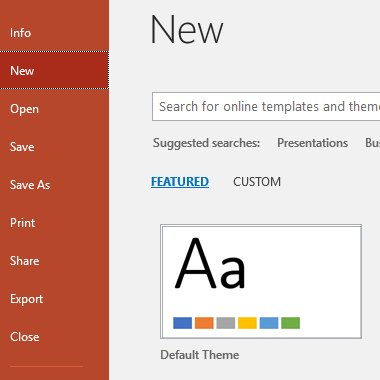 Info
New
Open
Save
Save As
Print
Share
Export
Close
New
Search for online templates and theme
Suggested searches: Presentations Bu
FEATURED CUSTOM
Aa
Default Theme